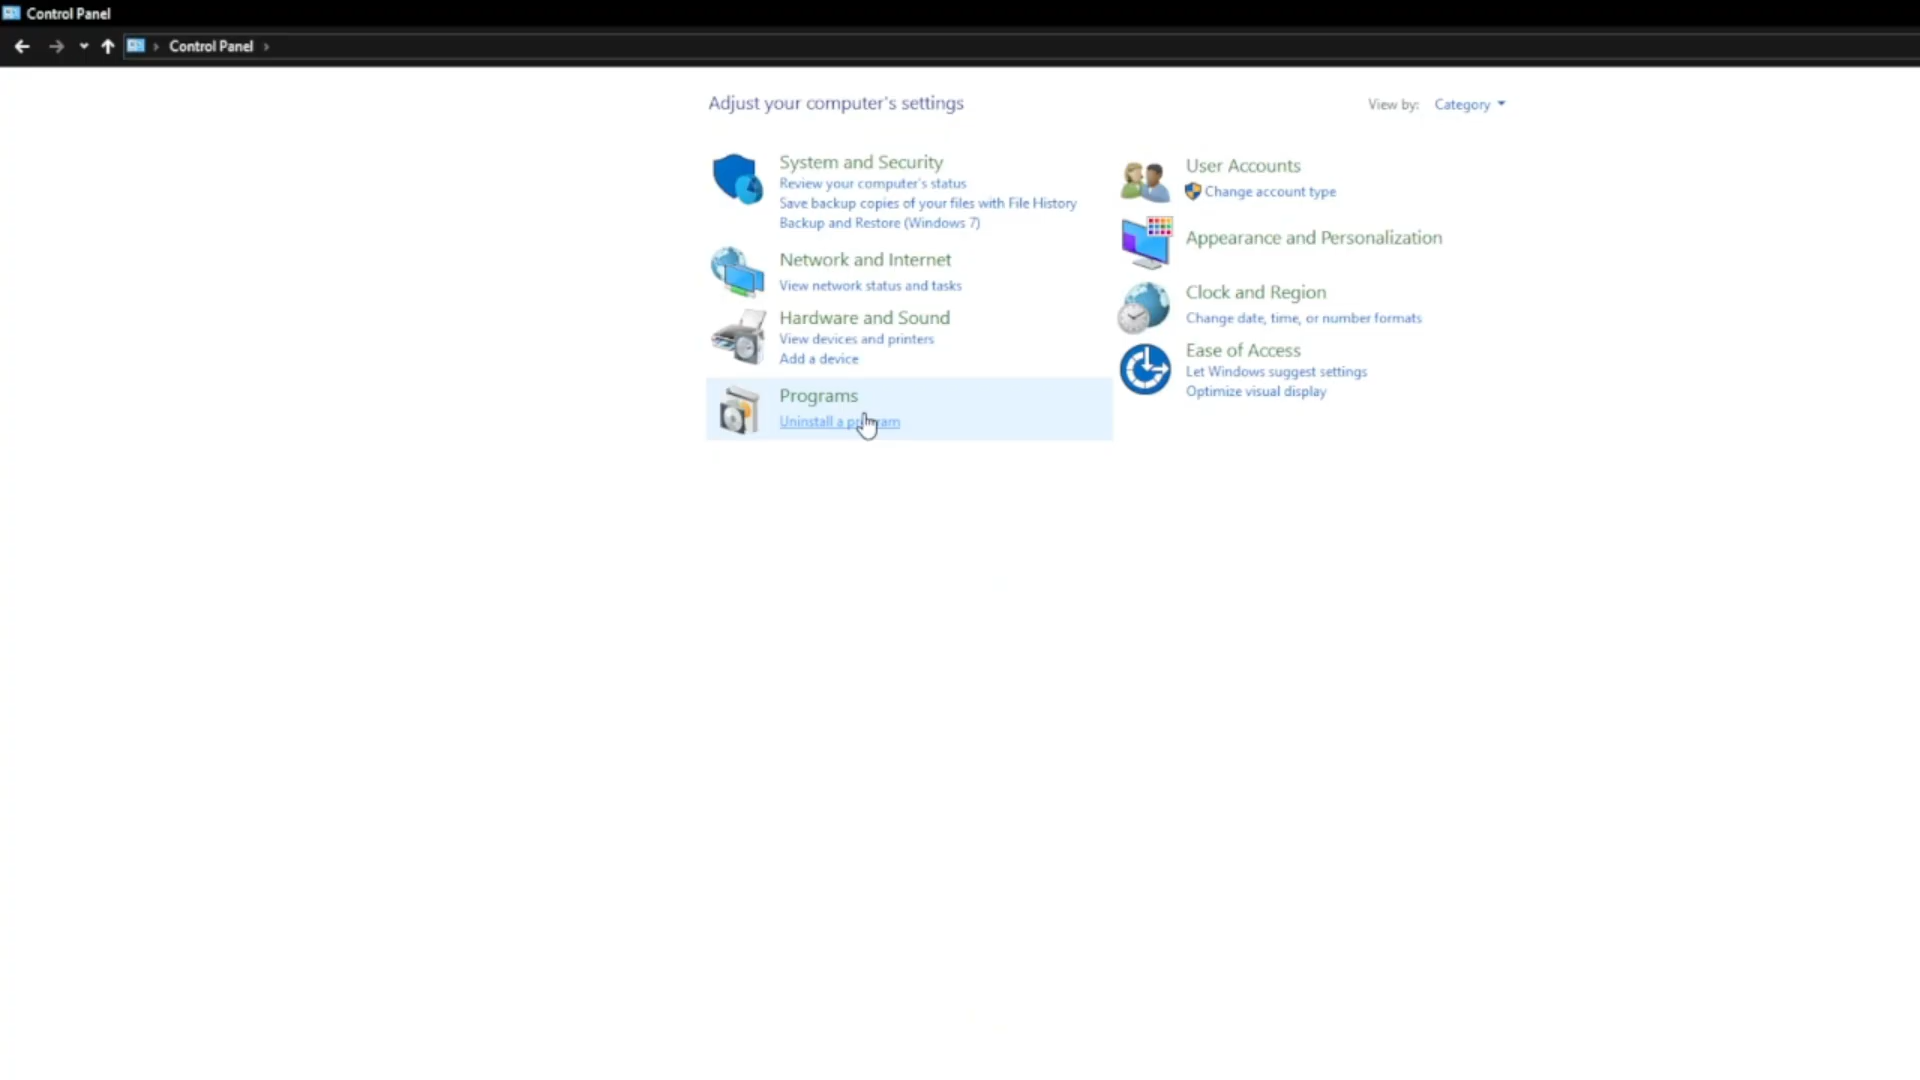 Control Panel
Control Panel
Adjust your computer's settings
View by: Category
System and Security
Review your computer's status
Save backup copies of your files with File History
Backup and Restore (Windows 7)
Network and Internet
View network status and tasks
Hardware and Sound
View devices and printers
Add a device
Programs
Uninstall a program
User Accounts
Change account type
Appearance and Personalization
Clock and Region
Change date, time, or number formats
Ease of Access
Let Windows suggest settings
Optimize visual display